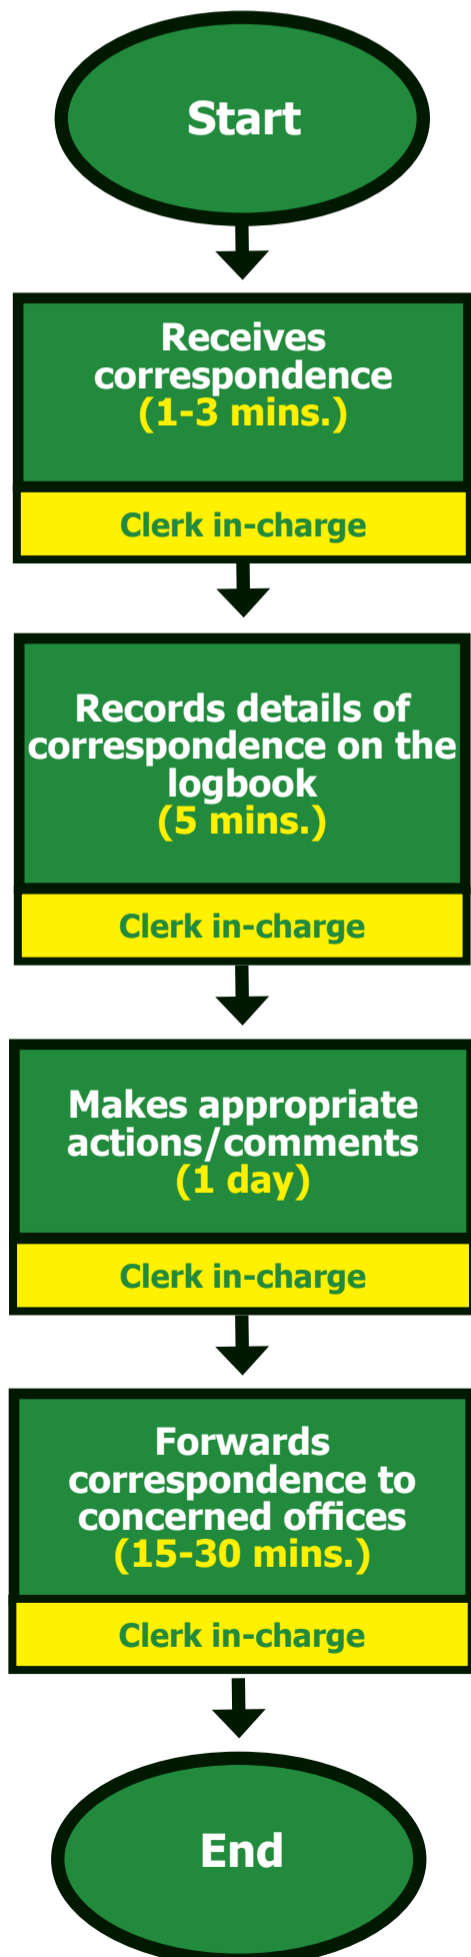 Start
Receives
correspondence
(1-3 mins.)
Clerk in-charge
Records details of
correspondence on the
logbook
(5 mins.)
Clerk in-charge
Makes appropriate
actions/comments
(1 day)
Clerk in-charge
Forwards
correspondence to
concerned offices
(15-30 mins.)
Clerk in-charge
End